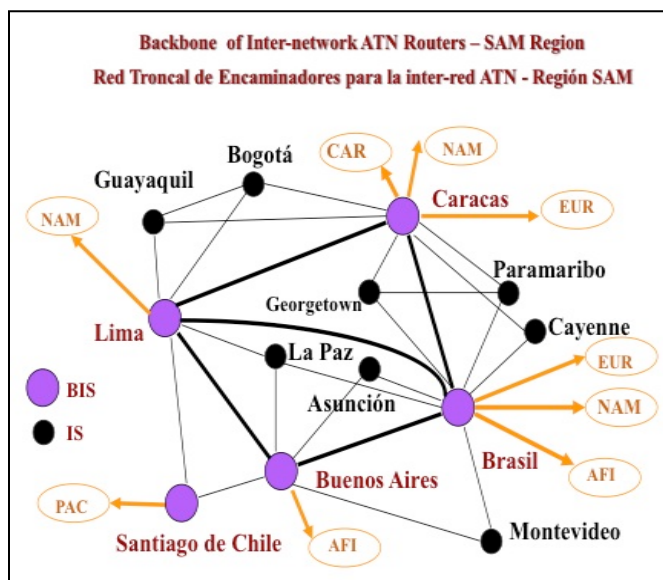 Backbone of Inter-network ATN Routers – SAM Region
Red Troncal de Encaminadores para la inter-red ATN - Región SAM
CAR
NAM
Bogotá
Guayaquil
Caracas
NAM
EUR
Paramaribo
Georgetown
Cayenne
Lima
La Paz
EUR
BIS
Asunción
NAM
IS
Brasil
Buenos Aires
AFI
PAC
Montevideo
Santiago de Chile
AFI